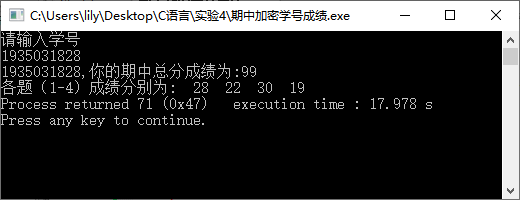 C:\Users\lily\Desktop\C语言\实验4\期中加密学号成绩.exe
请输入学号
1935031828
1935031828,你的期中总分成绩为:99
各题（1-4）成绩分别为:  28  22  30  19
Process returned 71 (0x47)   execution time : 17.978 s
Press any key to continue.